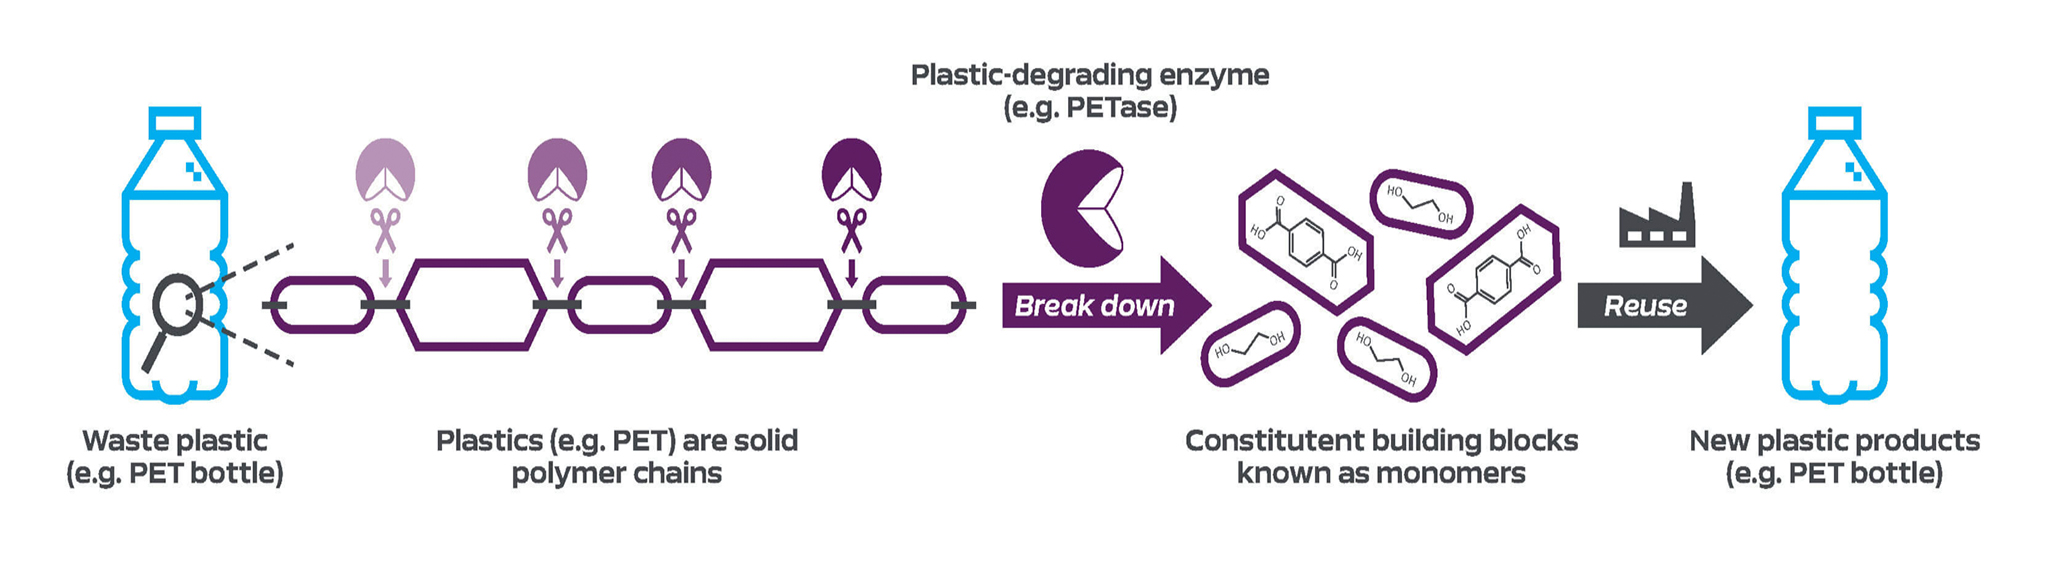 Plastic-degrading enzyme
(e.g. PETase)
Break down
HO
O
OH
O
HO
OH
OH
O
O
HO
HO
OH
HO
OH
Reuse
Waste plastic
(e.g. PET bottle)
Plastics (e.g. PET) are solid
polymer chains
Constitutent building blocks
known as monomers
New plastic products
(e.g. PET bottle)